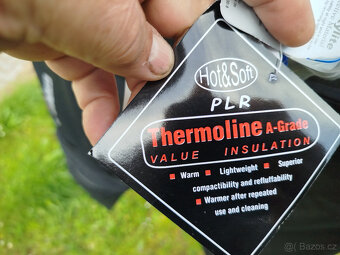 Hot&Soft
PLR
Thermoline A-Grade
VALUE INSULATION
■ Warm ■ Lightweight ■ Superior
compactibility and refluffability
■ Warmer after repeated
use and cleaning
© Bazos.cz